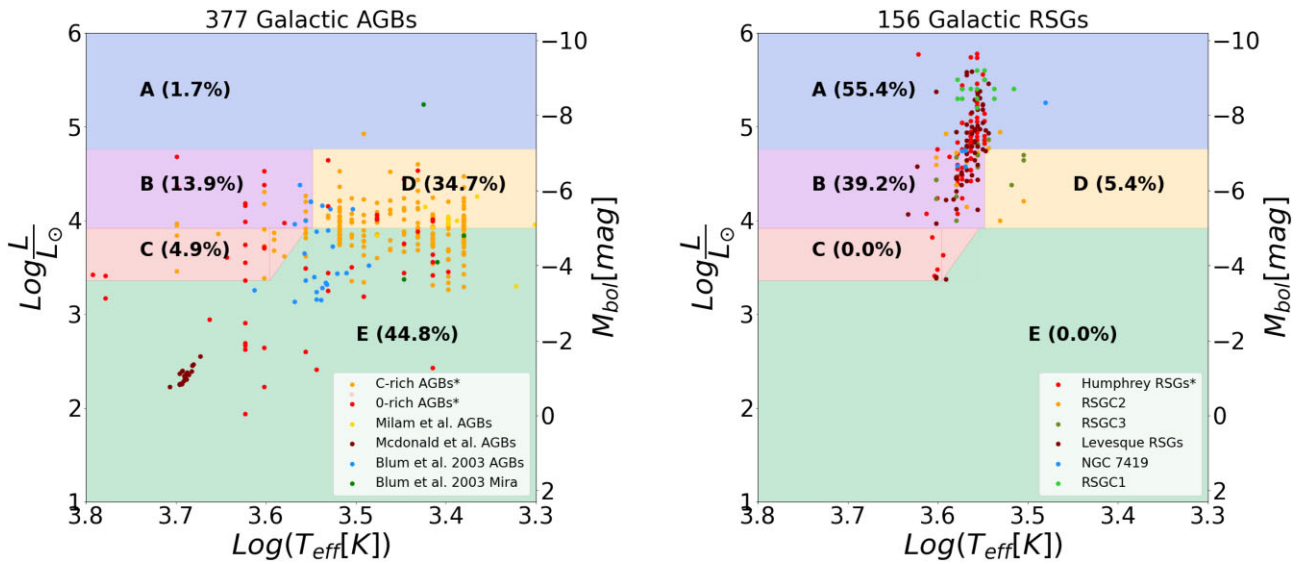 377 Galactic AGBs
6
5
4
3
2
1
Log L/L⊙
A (1.7%)
B (13.9%)
C (4.9%)
D (34.7%)
E (44.8%)
C-rich AGBs*
0-rich AGBs*
Milam et al. AGBs
Mcdonald et al. AGBs
Blum et al. 2003 AGBs
Blum et al. 2003 Mira
−10
−8
−6
−4
−2
0
2
M_bol[mag]
3.8 3.7 3.6 3.5 3.4 3.3
Log(T_eff[K])
156 Galactic RSGs
6
5
4
3
2
1
Log L/L⊙
A (55.4%)
B (39.2%)
C (0.0%)
D (5.4%)
E (0.0%)
Humphrey RSGs*
RSGC2
RSGC3
Levesque RSGs
NGC 7419
RSGC1
−10
−8
−6
−4
−2
0
2
M_bol[mag]
3.8 3.7 3.6 3.5 3.4 3.3
Log(T_eff[K])